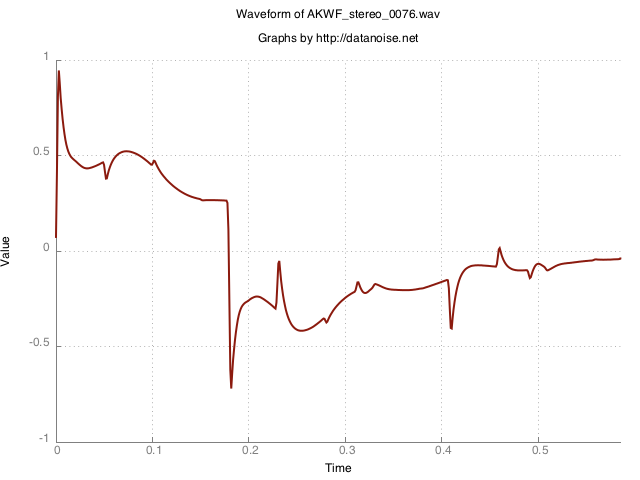 Waveform of AKWF_stereo_0076.wav
Graphs by http://datanoise.net
1
0.5
0
-0.5
-1
Value
0 0.1 0.2 0.3 0.4 0.5
Time